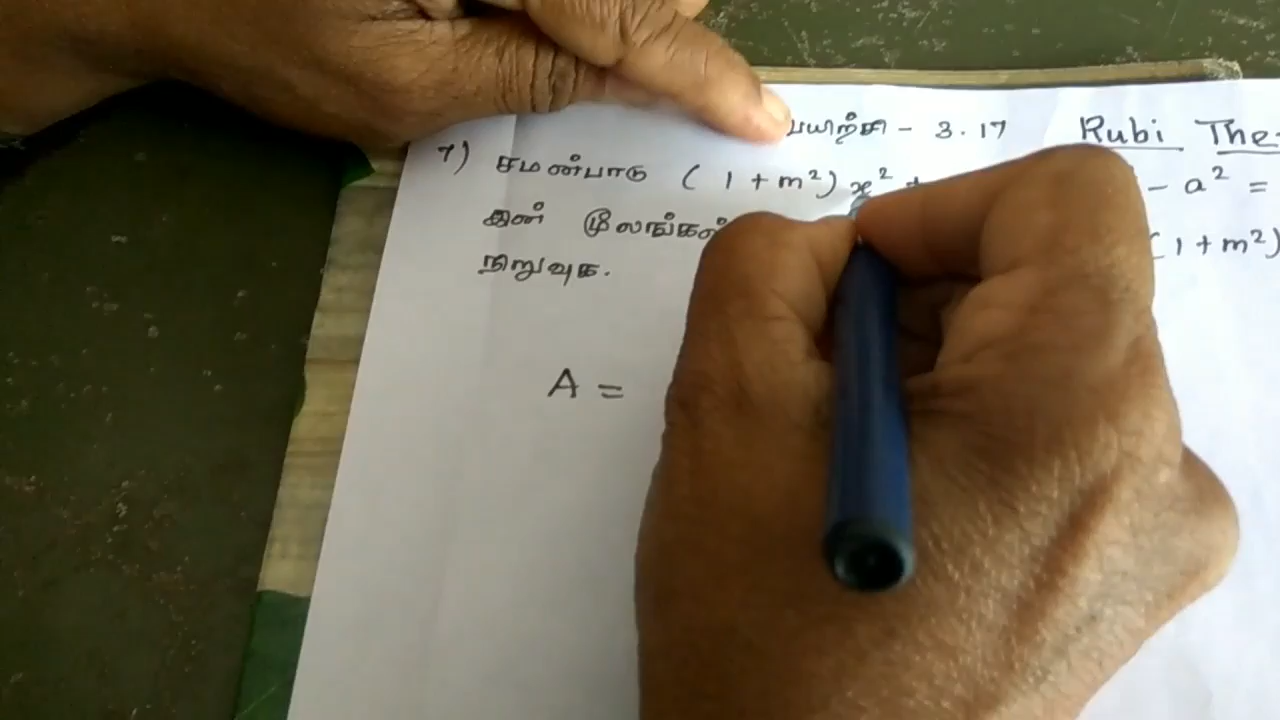 பயிற்சி - 3.17 Rubi The
7) சமன்பாடு (1 + m²) x² + - a² =
இன் மூலங்கள் (1 + m²)
நிறுவுக.
A =